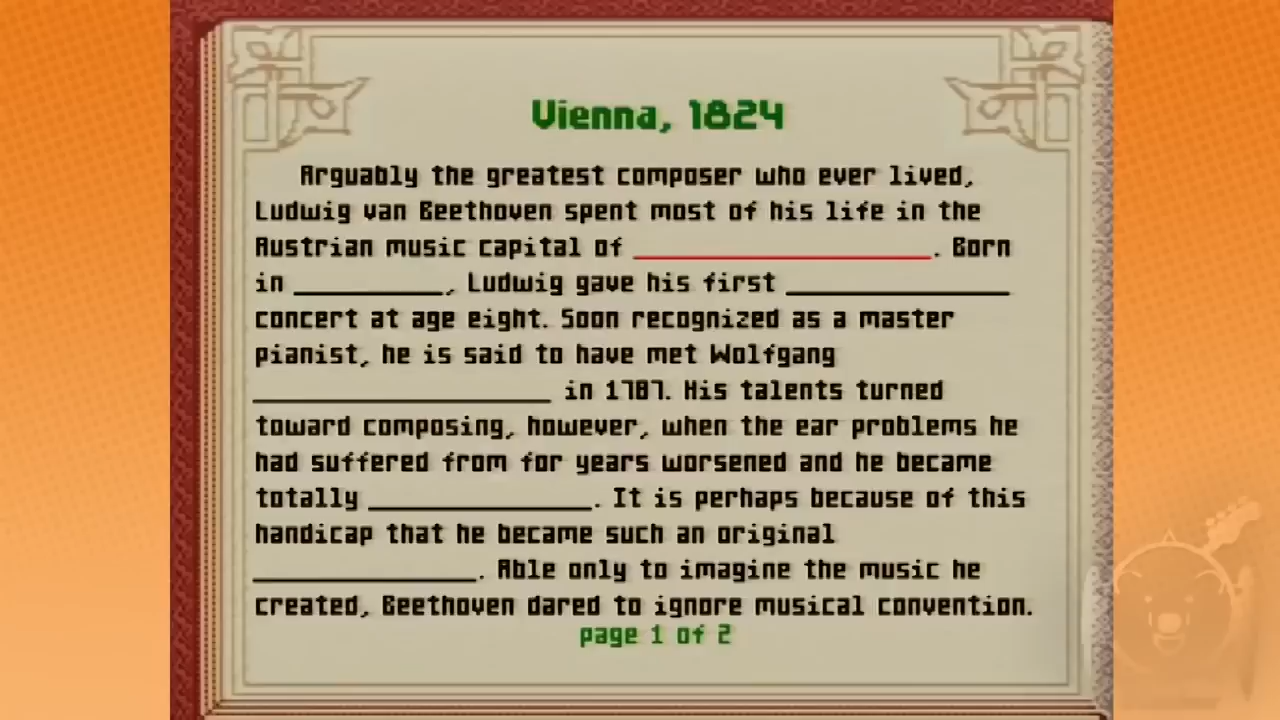 Vienna, 1824
Arguably the greatest composer who ever lived,
Ludwig van Beethoven spent most of his life in the
Austrian music capital of ____________________. Born
in __________, Ludwig gave his first _______________
concert at age eight. Soon recognized as a master
pianist, he is said to have met Wolfgang
____________________ in 1787. His talents turned
toward composing, however, when the ear problems he
had suffered from for years worsened and he became
totally _______________. It is perhaps because of this
handicap that he became such an original
_______________. Able only to imagine the music he
created, Beethoven dared to ignore musical convention.
page 1 of 2